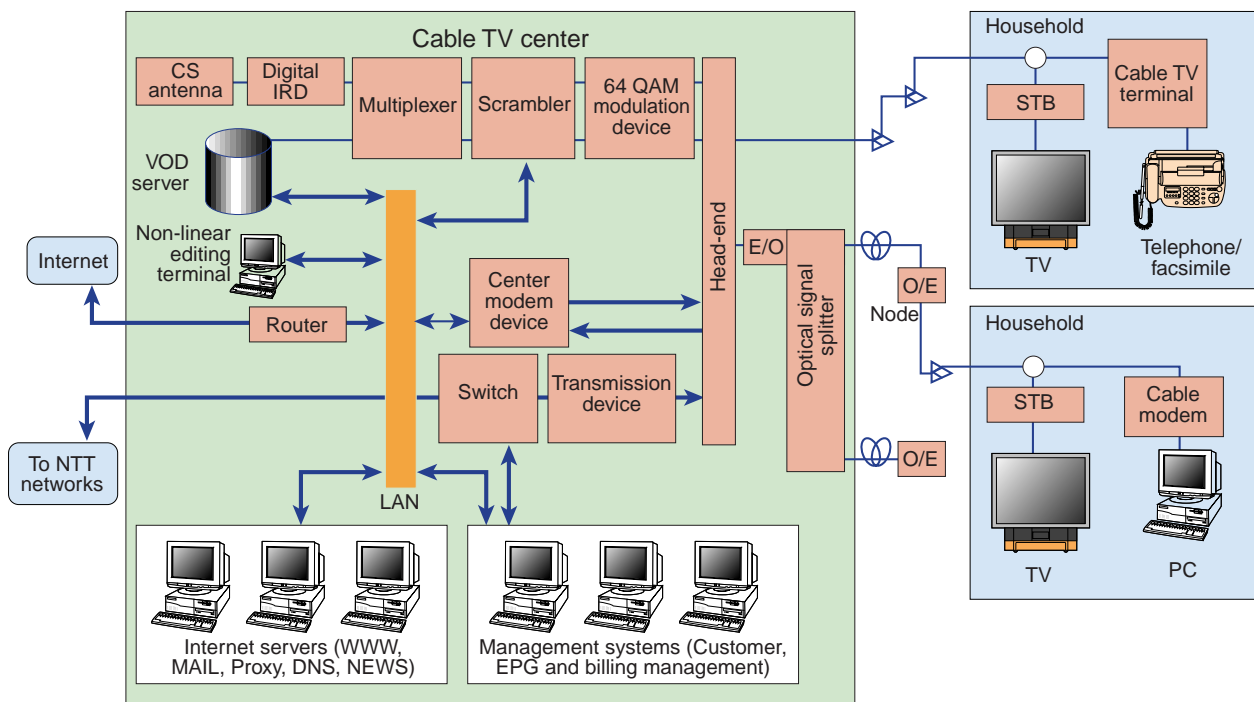 Cable TV center
CS
antenna
Digital
IRD
Multiplexer
Scrambler
64 QAM
modulation
device
Head-end
VOD
server
Non-linear
editing
terminal
Internet
Router
Center
modem
device
E/O
Optical signal
splitter
O/E
Node
Switch
Transmission
device
To NTT
networks
LAN
O/E
Internet servers (WWW,
MAIL, Proxy, DNS, NEWS)
Management systems (Customer,
EPG and billing management)
Household
STB
Cable TV
terminal
TV
Telephone/
facsimile
Household
STB
Cable
modem
TV
PC